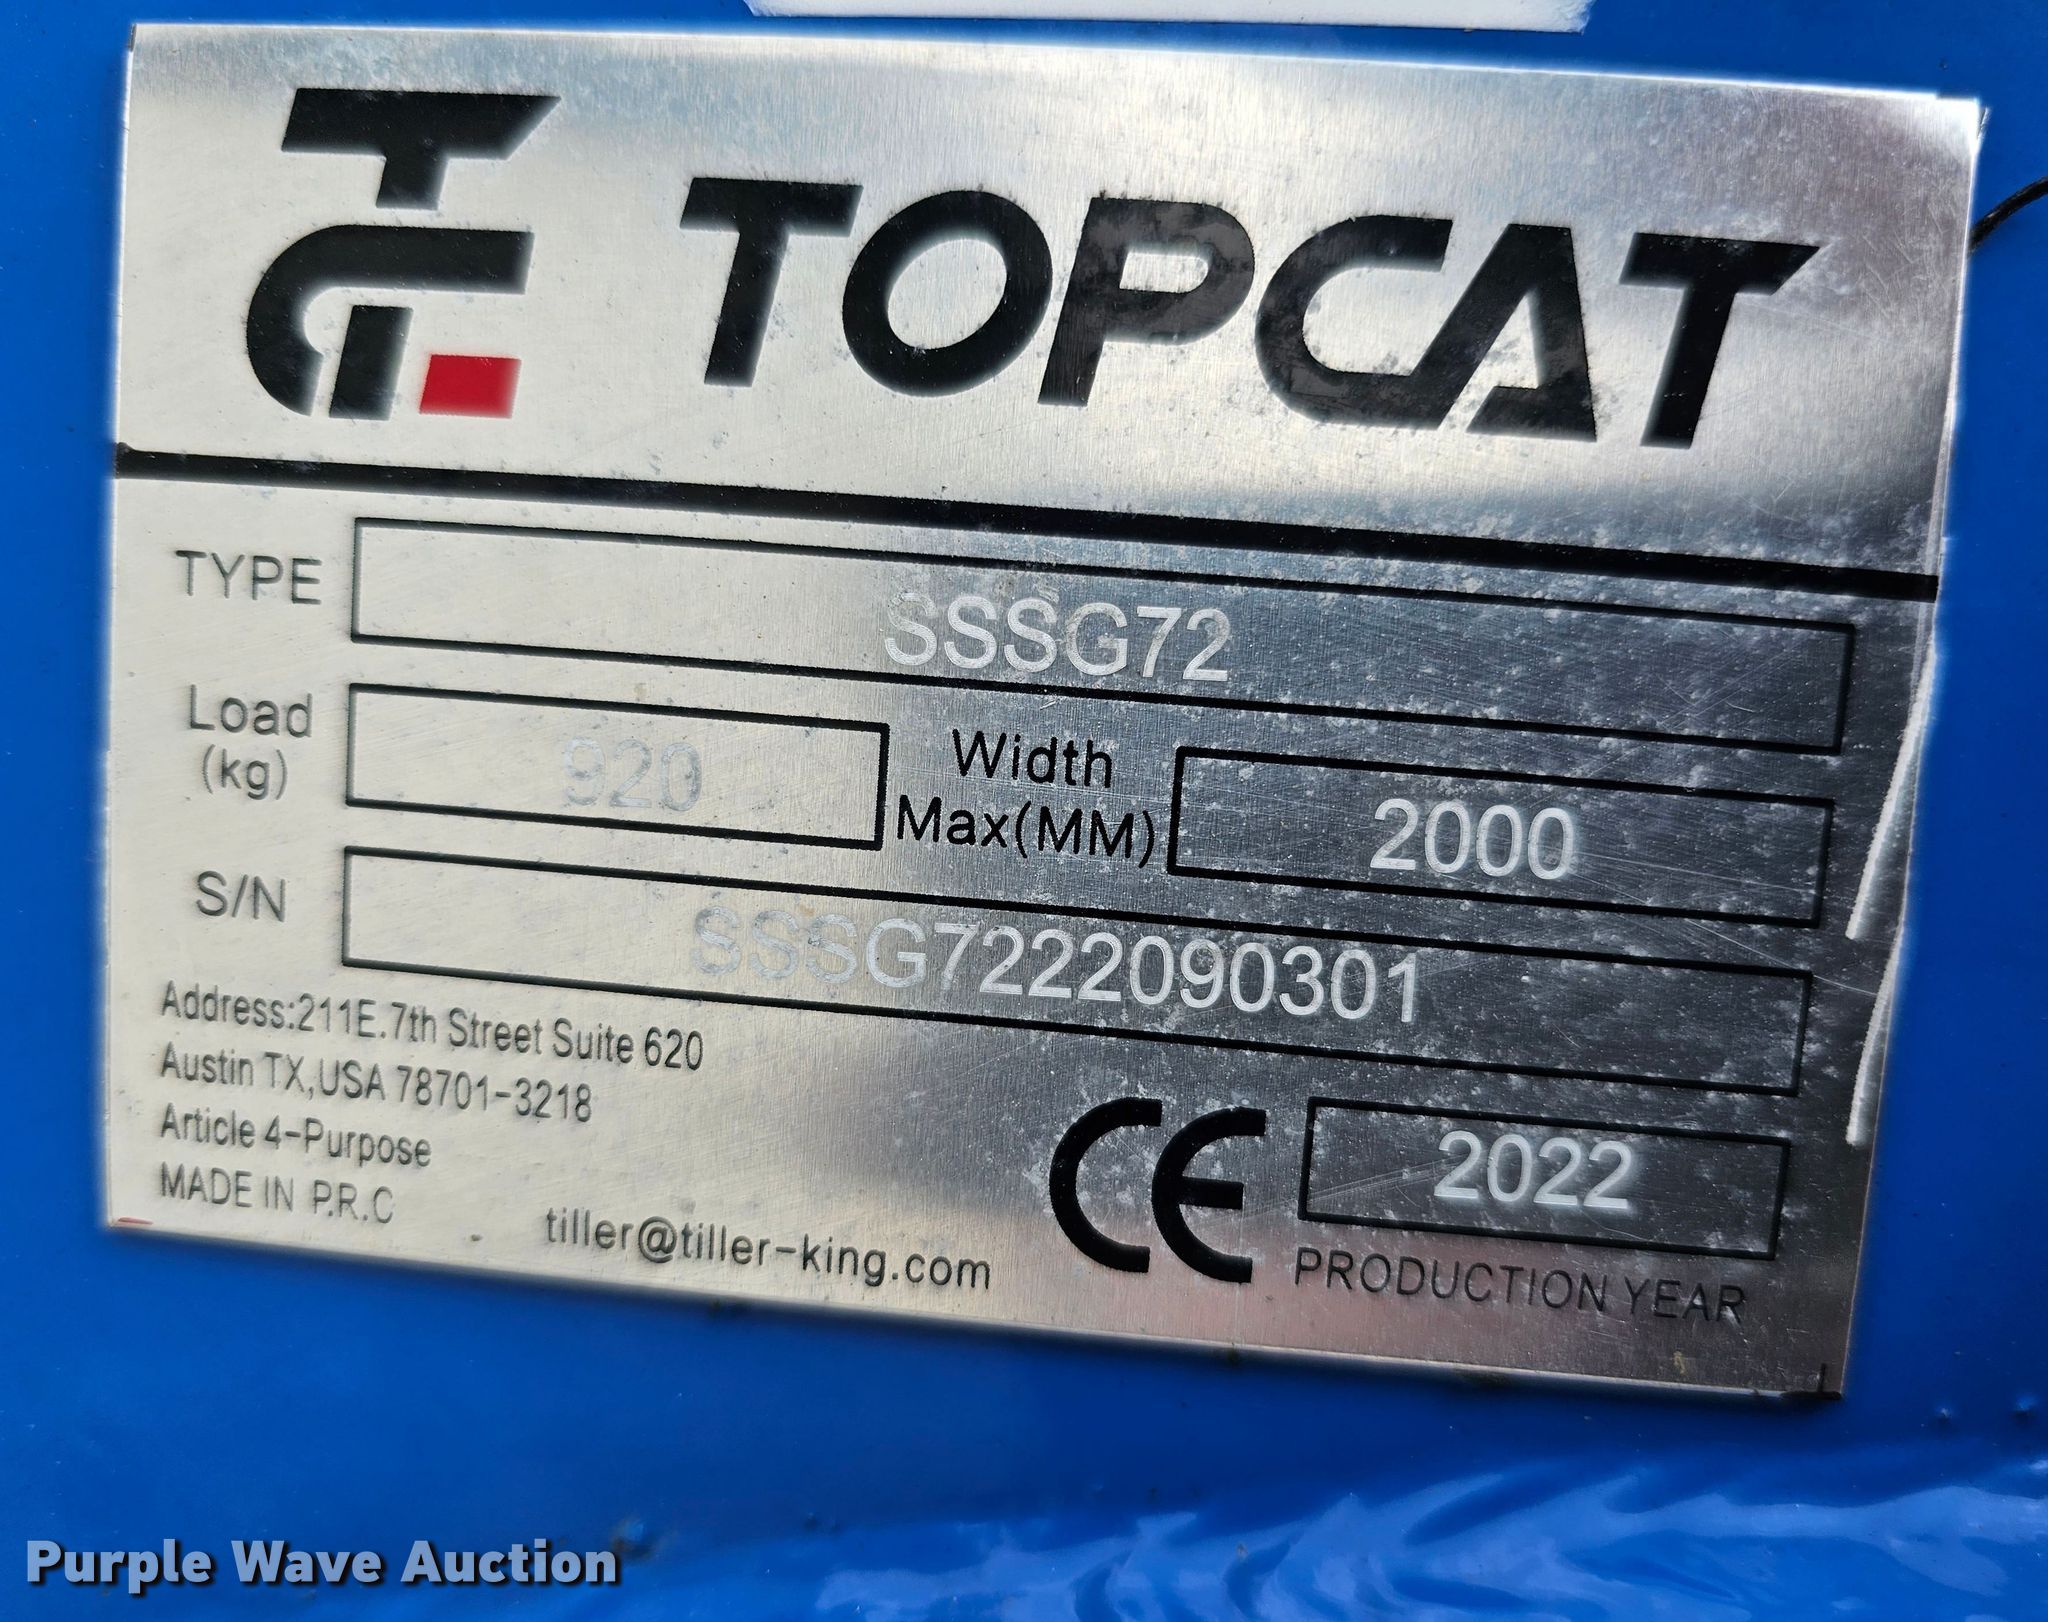 TOPCAT
TYPE SSSG72
Load (kg) 920 Width Max(MM) 2000
S/N SSSG7222090301
Address:211E.7th Street Suite 620
Austin TX,USA 78701-3218
Article 4-Purpose
MADE IN P.R.C
tiller@tiller-king.com
CE 2022
PRODUCTION YEAR
Purple Wave Auction